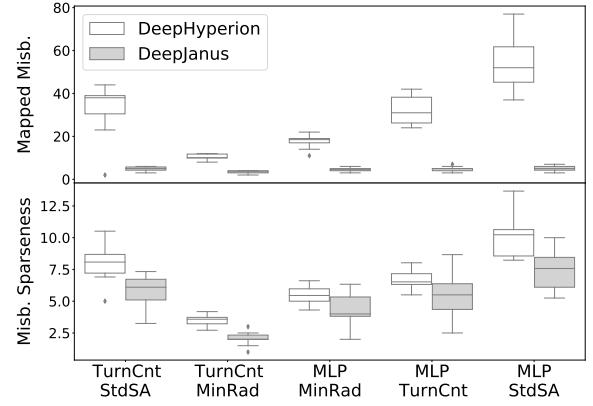 Mapped Misb.
80
60
40
20
0
DeepHyperion
DeepJanus
Misb. Sparseness
12.5
10.0
7.5
5.0
2.5
TurnCnt
StdSA
TurnCnt
MinRad
MLP
MinRad
MLP
TurnCnt
MLP
StdSA